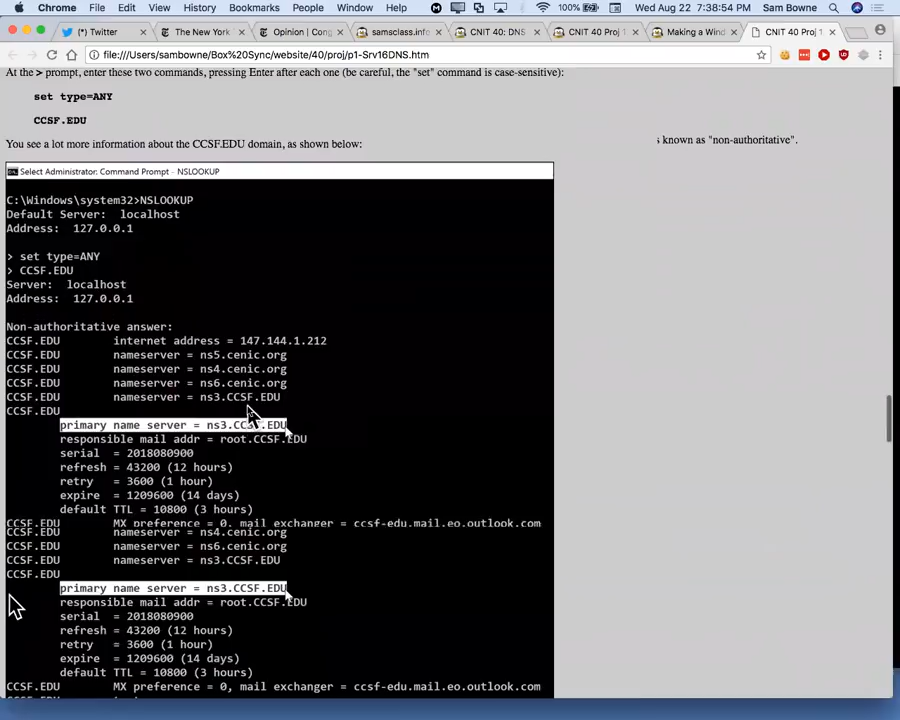 Chrome File Edit View History Bookmarks People Window Help 100% Wed Aug 22 7:38:54 PM Sam Bowne
(*) Twitter
The New York
Opinion | Cong
samsclass.info
CNIT 40: DNS
CNIT 40 Proj 1
Making a Wind
CNIT 40 Proj 1
file:///Users/sambowne/Box%20Sync/website/40/proj/p1-Srv16DNS.htm
At the > prompt, enter these two commands, pressing Enter after each one (be careful, the "set" command is case-sensitive):
set type=ANY
CCSF.EDU
You see a lot more information about the CCSF.EDU domain, as shown below:
s known as "non-authoritative".
Select Administrator: Command Prompt - NSLOOKUP
C:\Windows\system32>NSLOOKUP
Default Server: localhost
Address: 127.0.0.1
> set type=ANY
> CCSF.EDU
Server: localhost
Address: 127.0.0.1
Non-authoritative answer:
CCSF.EDU internet address = 147.144.1.212
CCSF.EDU nameserver = ns5.cenic.org
CCSF.EDU nameserver = ns4.cenic.org
CCSF.EDU nameserver = ns6.cenic.org
CCSF.EDU nameserver = ns3.CCSF.EDU
CCSF.EDU
primary name server = ns3.CCSF.EDU
responsible mail addr = root.CCSF.EDU
serial = 2018080900
refresh = 43200 (12 hours)
retry = 3600 (1 hour)
expire = 1209600 (14 days)
default TTL = 10800 (3 hours)
CCSF.EDU MX preference = 0, mail exchanger = ccsf-edu.mail.eo.outlook.com
CCSF.EDU nameserver = ns4.cenic.org
CCSF.EDU nameserver = ns6.cenic.org
CCSF.EDU nameserver = ns3.CCSF.EDU
CCSF.EDU
primary name server = ns3.CCSF.EDU
responsible mail addr = root.CCSF.EDU
serial = 2018080900
refresh = 43200 (12 hours)
retry = 3600 (1 hour)
expire = 1209600 (14 days)
default TTL = 10800 (3 hours)
CCSF.EDU MX preference = 0, mail exchanger = ccsf-edu.mail.eo.outlook.com